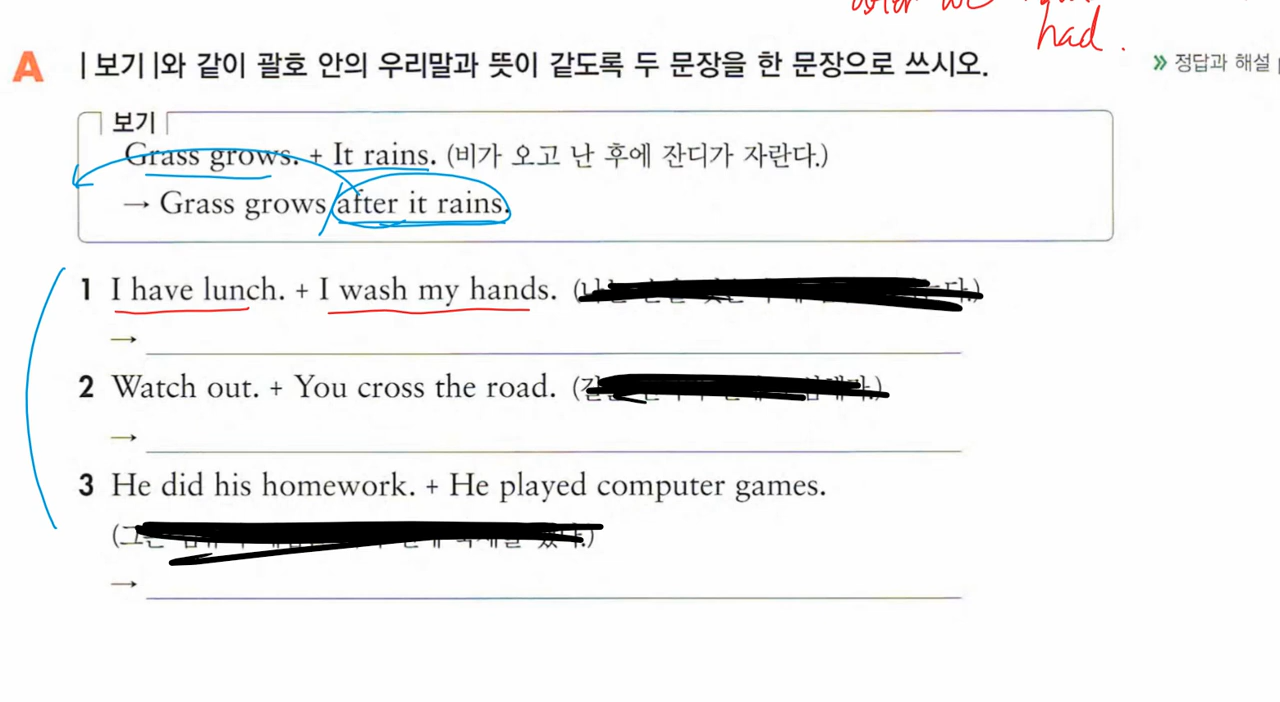 had.
A |보기|와 같이 괄호 안의 우리말과 뜻이 같도록 두 문장을 한 문장으로 쓰시오.
» 정답과 해설
보기
Grass grows. + It rains. (비가 오고 난 후에 잔디가 자란다.)
→ Grass grows after it rains.
1 I have lunch. + I wash my hands. (
→
2 Watch out. + You cross the road. (
→
3 He did his homework. + He played computer games.
(
→